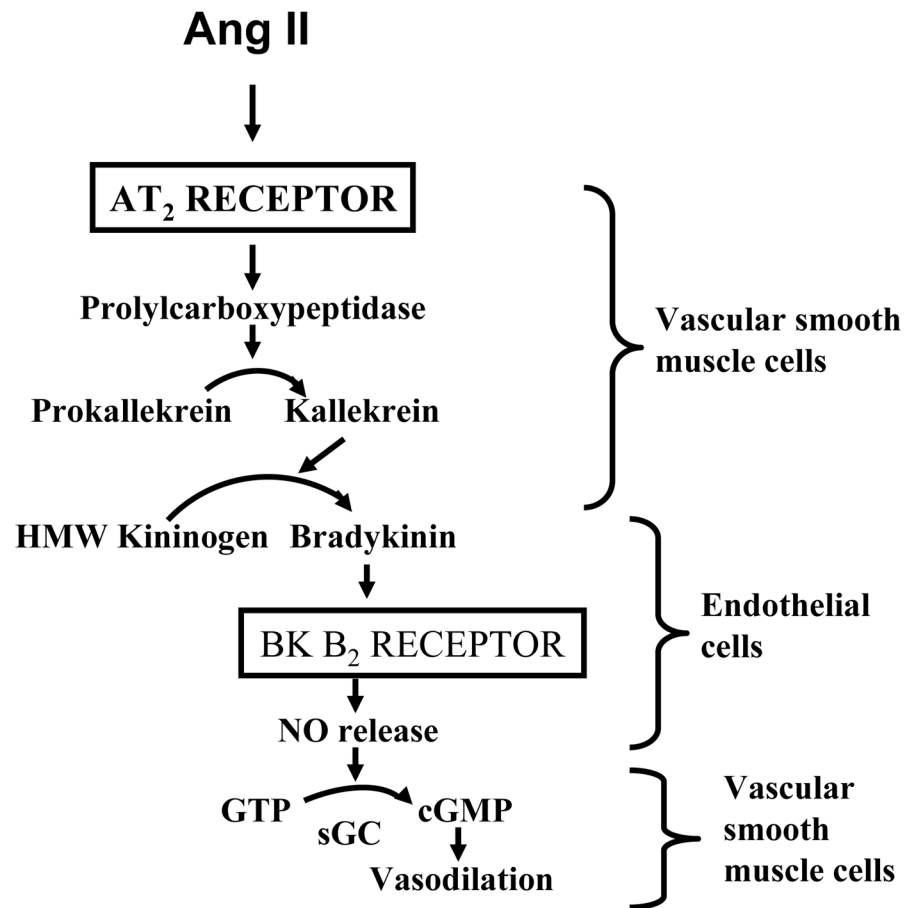 Ang II
AT₂ RECEPTOR
Prolylcarboxypeptidase
Prokallekrein Kallekrein
HMW Kininogen Bradykinin
BK B₂ RECEPTOR
NO release
GTP cGMP
sGC
Vasodilation
Vascular smooth
muscle cells
Endothelial
cells
Vascular
smooth
muscle cells